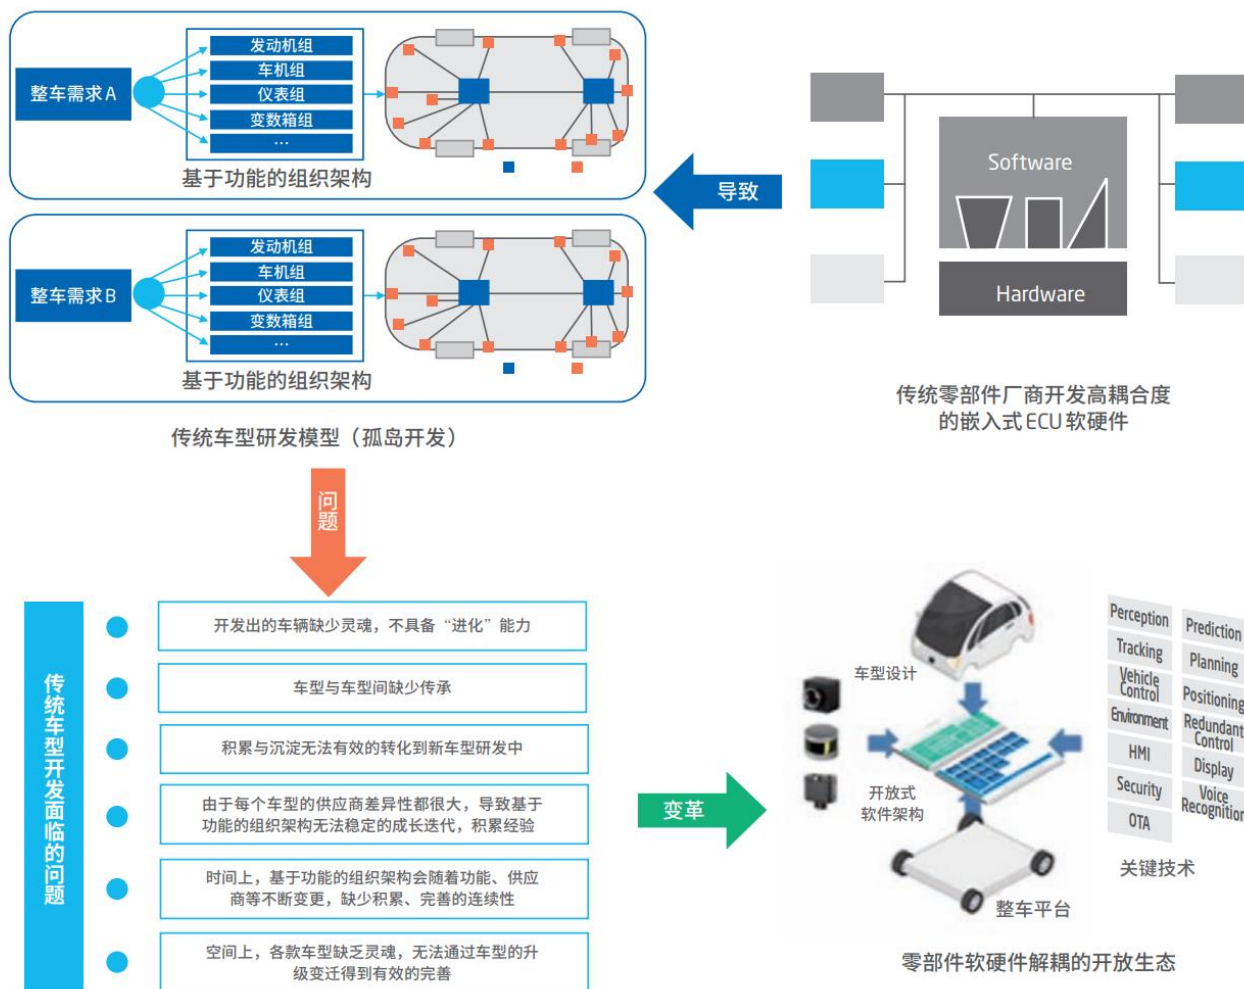 整车需求A
发动机组
车机组
仪表组
变数箱组
…
基于功能的组织架构
整车需求B
发动机组
车机组
仪表组
变数箱组
…
基于功能的组织架构
传统车型研发模型（孤岛开发）
导致
Software
Hardware
传统零部件厂商开发高耦合度
的嵌入式ECU软硬件
问题
传统车型开发面临的问题
开发出的车辆缺少灵魂，不具备“进化”能力
车型与车型间缺少传承
积累与沉淀无法有效的转化到新车型研发中
由于每个车型的供应商差异性都很大，导致基于
功能的组织架构无法稳定的成长迭代，积累经验
时间上，基于功能的组织架构会随着功能、供应
商等不断变更，缺少积累、完善的连续性
空间上，各款车型缺乏灵魂，无法通过车型的升
级变迁得到有效的完善
变革
车型设计
开放式
软件架构
整车平台
Perception
Tracking
Vehicle
Control
Environment
HMI
Security
OTA
Prediction
Planning
Positioning
Redundant
Control
Display
Voice
Recognition
关键技术
零部件软硬件解耦的开放生态